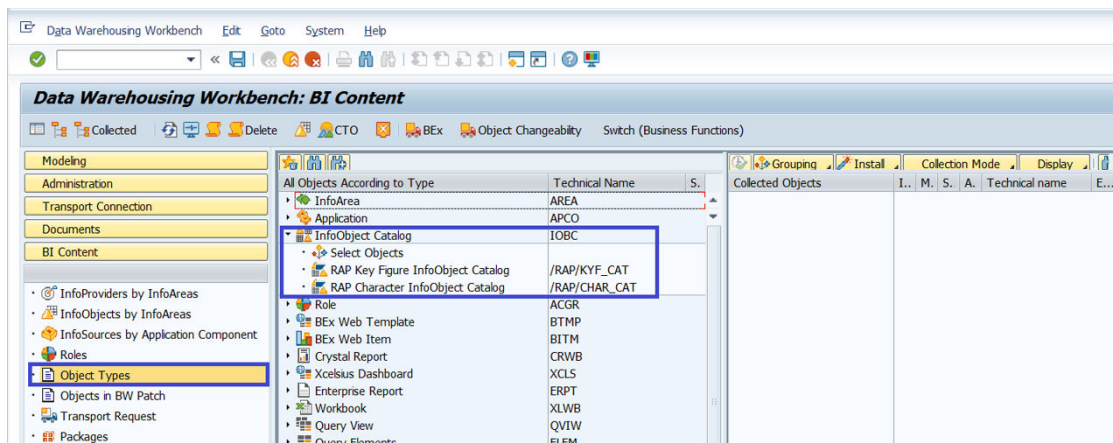 Data Warehousing Workbench Edit Goto System Help
Data Warehousing Workbench: BI Content
Collected Delete CTO BEx Object Changeability Switch (Business Functions)
Modeling
Administration
Transport Connection
Documents
BI Content
InfoProviders by InfoAreas
InfoObjects by InfoAreas
InfoSources by Application Component
Roles
Object Types
Objects in BW Patch
Transport Request
Packages
All Objects According to Type Technical Name S.
InfoArea AREA
Application APCO
InfoObject Catalog IOBC
Select Objects
RAP Key Figure InfoObject Catalog /RAP/KYF_CAT
RAP Character InfoObject Catalog /RAP/CHAR_CAT
Role ACGR
BEx Web Template BTMP
BEx Web Item BITM
Crystal Report CRWB
Xcelsius Dashboard XCLS
Enterprise Report ERPT
Workbook XLWB
Query View QVIW
Query Elements ELEM
Grouping Install Collection Mode Display
Collected Objects I.. M. S. A. Technical name E...